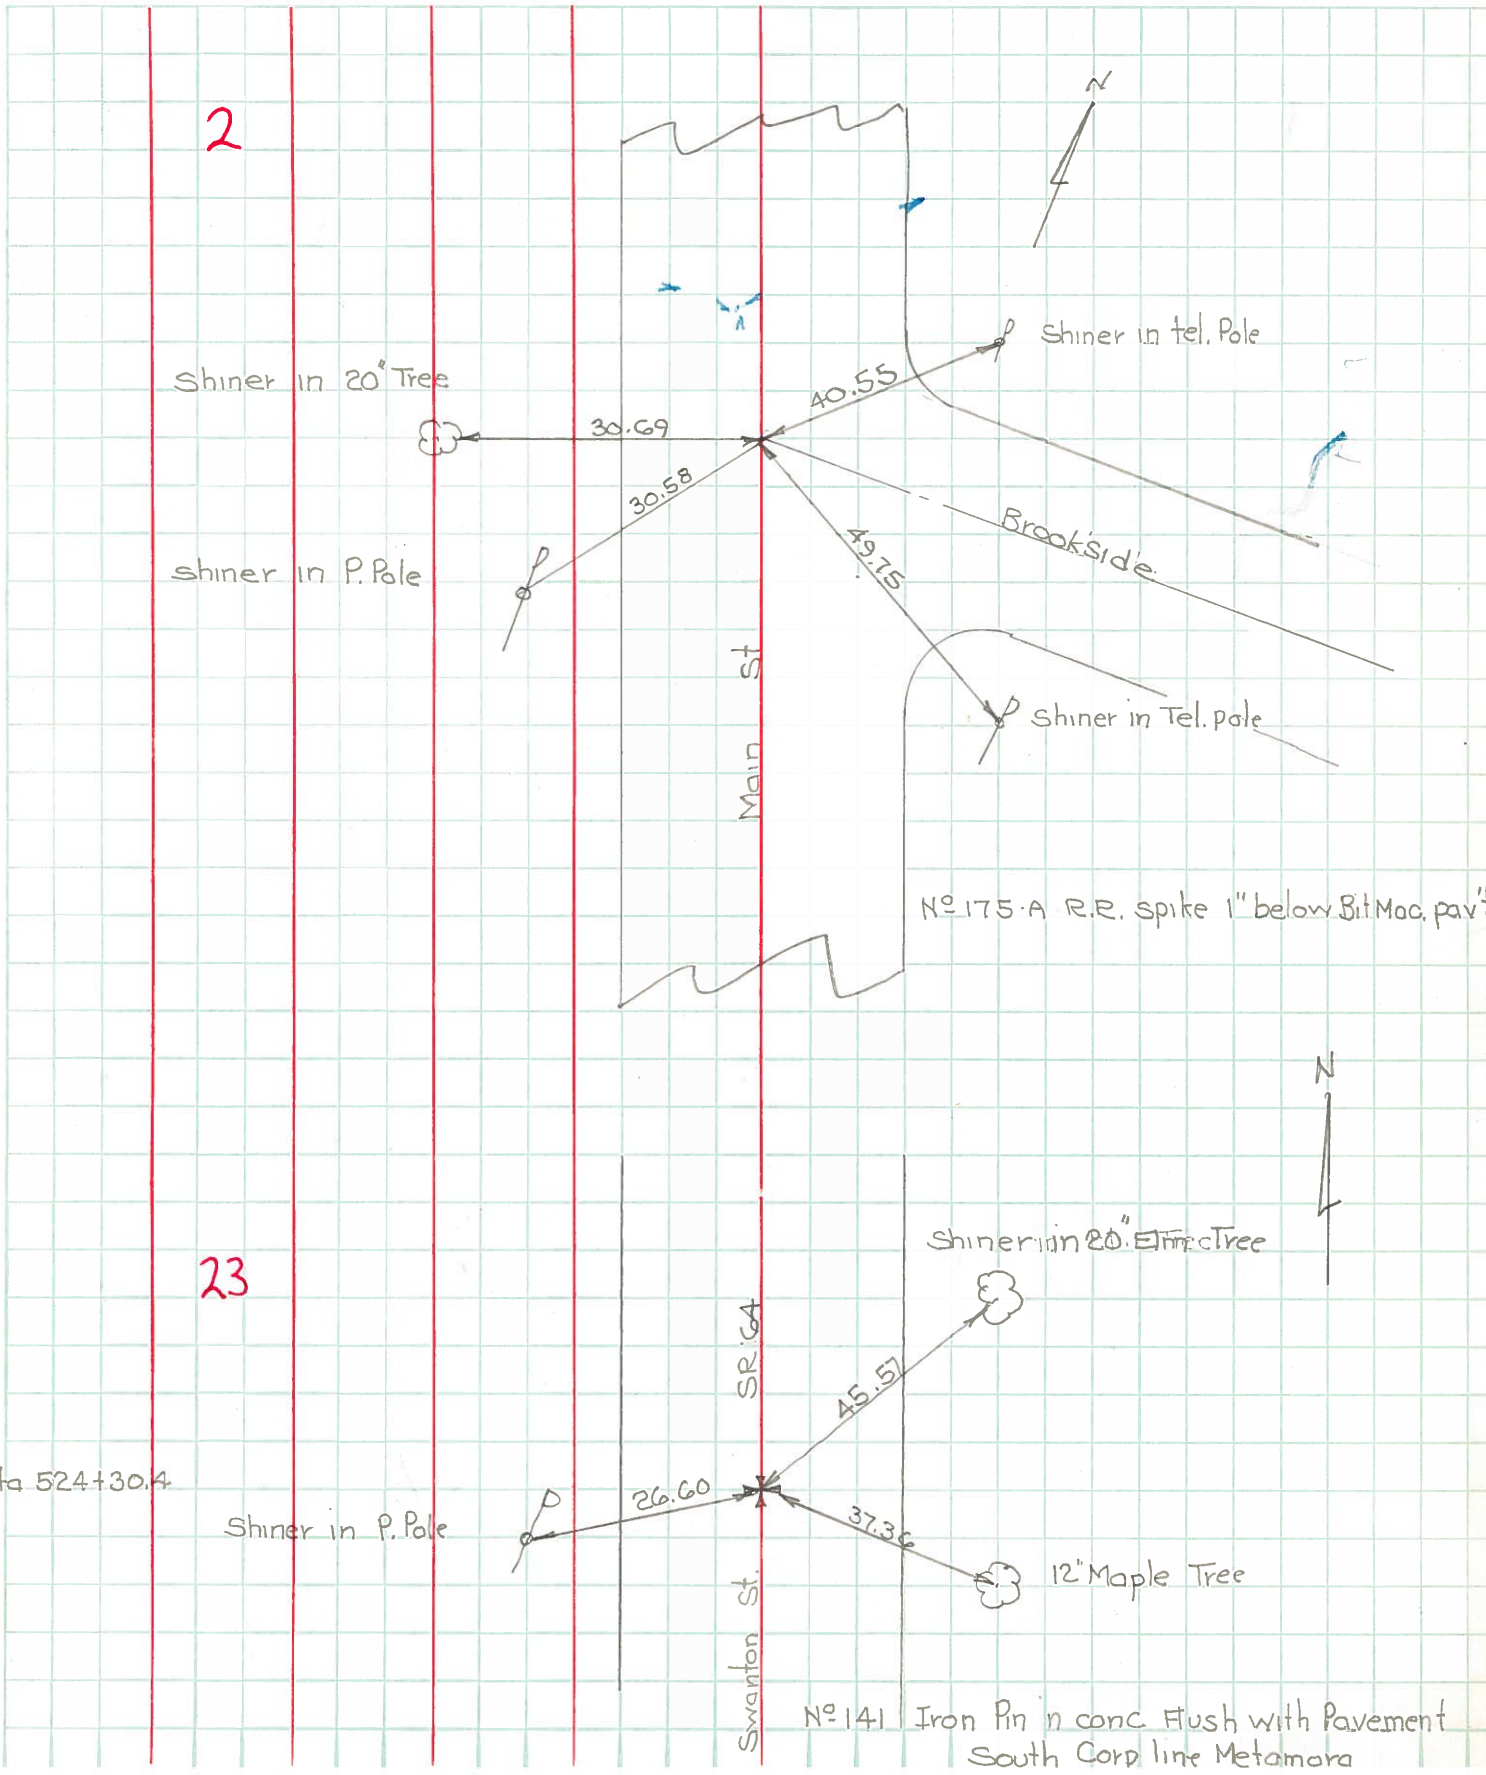 2
N
Shiner in tel. Pole
Shiner in 20" Tree
40.55
30.69
30.58
Shiner in P. Pole
49.75
Brookside
Main St
Shiner in Tel. pole
No 175-A R.R. spike 1" below Bit Mac. pav't
N
23
Shiner in 20" Elm Tree
SR 64
45.57
ta 524+30.4
26.60
Shiner in P. Pole
37.36
12" Maple Tree
Swanton St.
No 141 Iron Pin in conc Flush with Pavement
South Corp line Metamora